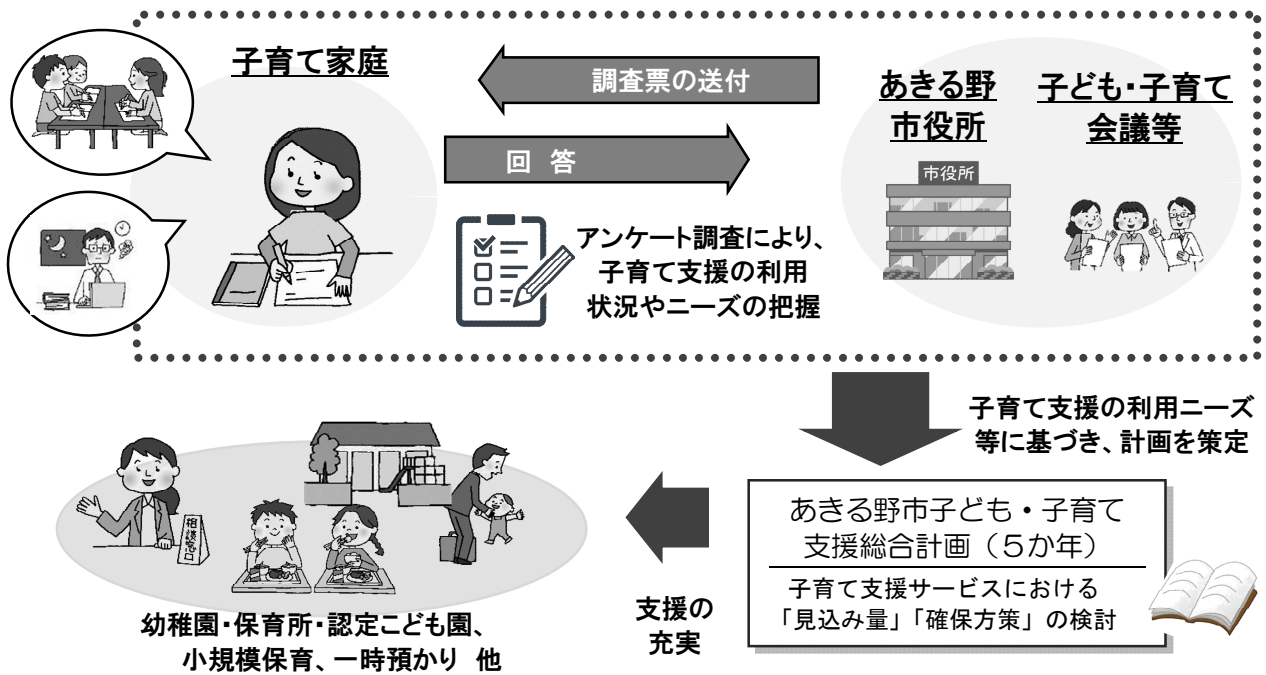 子育て家庭
調査票の送付
回 答
あきる野
市役所
子ども・子育て
会議等
市役所
アンケート調査により、
子育て支援の利用
状況やニーズの把握
子育て支援の利用ニーズ
等に基づき、計画を策定
あきる野市子ども・子育て
支援総合計画（５か年）
子育て支援サービスにおける
「見込み量」「確保方策」の検討
支援の
充実
相談窓口
幼稚園・保育所・認定こども園、
小規模保育、一時預かり 他